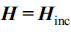 H = H_inc